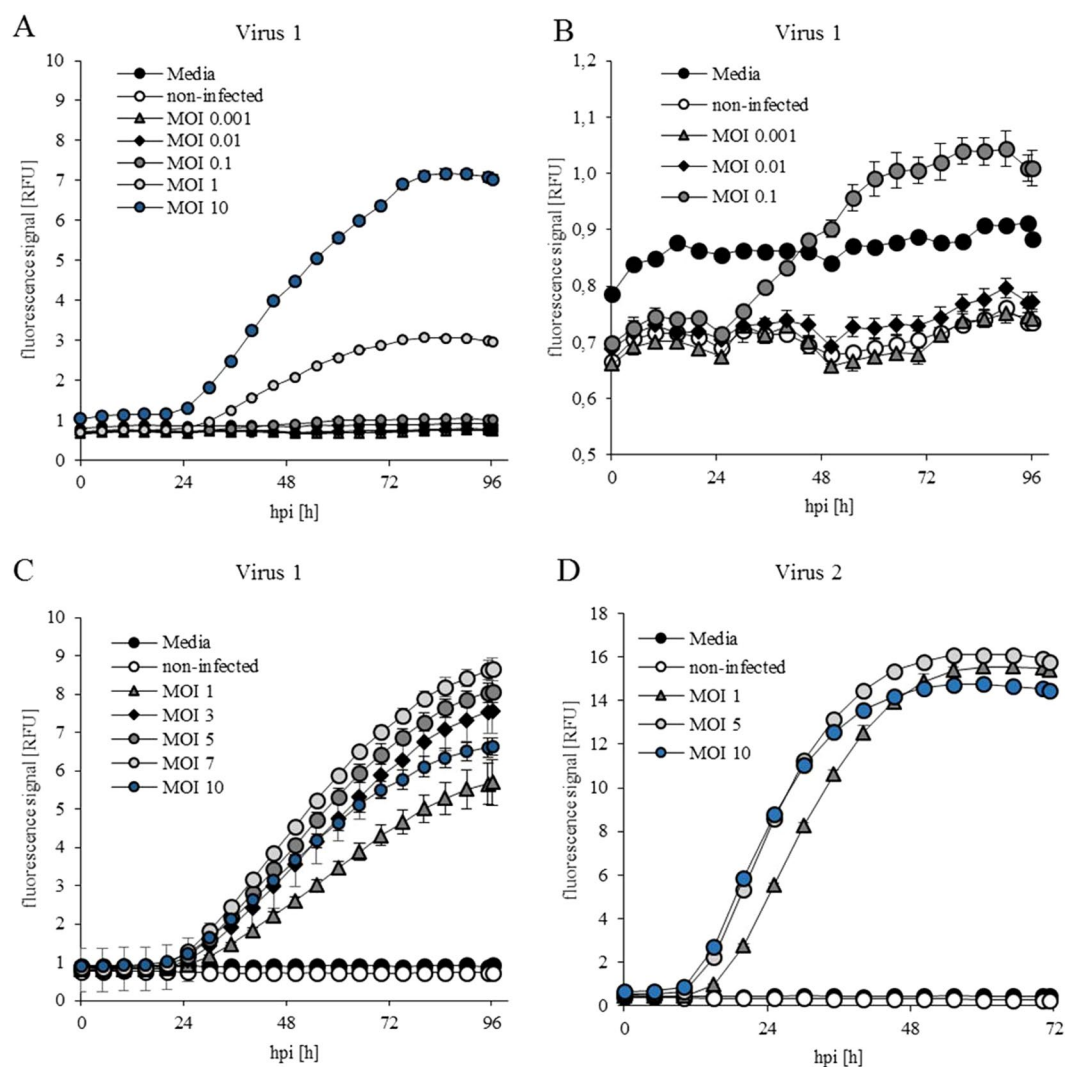 A
Virus 1
fluorescence signal [RFU]
10
9
8
7
6
5
4
3
2
1
0
Media
non-infected
MOI 0.001
MOI 0.01
MOI 0.1
MOI 1
MOI 10
0 24 48 72 96
hpi [h]
B
Virus 1
fluorescence signal [RFU]
1,2
1,1
1,0
0,9
0,8
0,7
0,6
0,5
Media
non-infected
MOI 0.001
MOI 0.01
MOI 0.1
0 24 48 72 96
hpi [h]
C
Virus 1
fluorescence signal [RFU]
10
9
8
7
6
5
4
3
2
1
0
Media
non-infected
MOI 1
MOI 3
MOI 5
MOI 7
MOI 10
0 24 48 72 96
hpi [h]
D
Virus 2
fluorescence signal [RFU]
18
16
14
12
10
8
6
4
2
0
Media
non-infected
MOI 1
MOI 5
MOI 10
0 24 48 72
hpi [h]